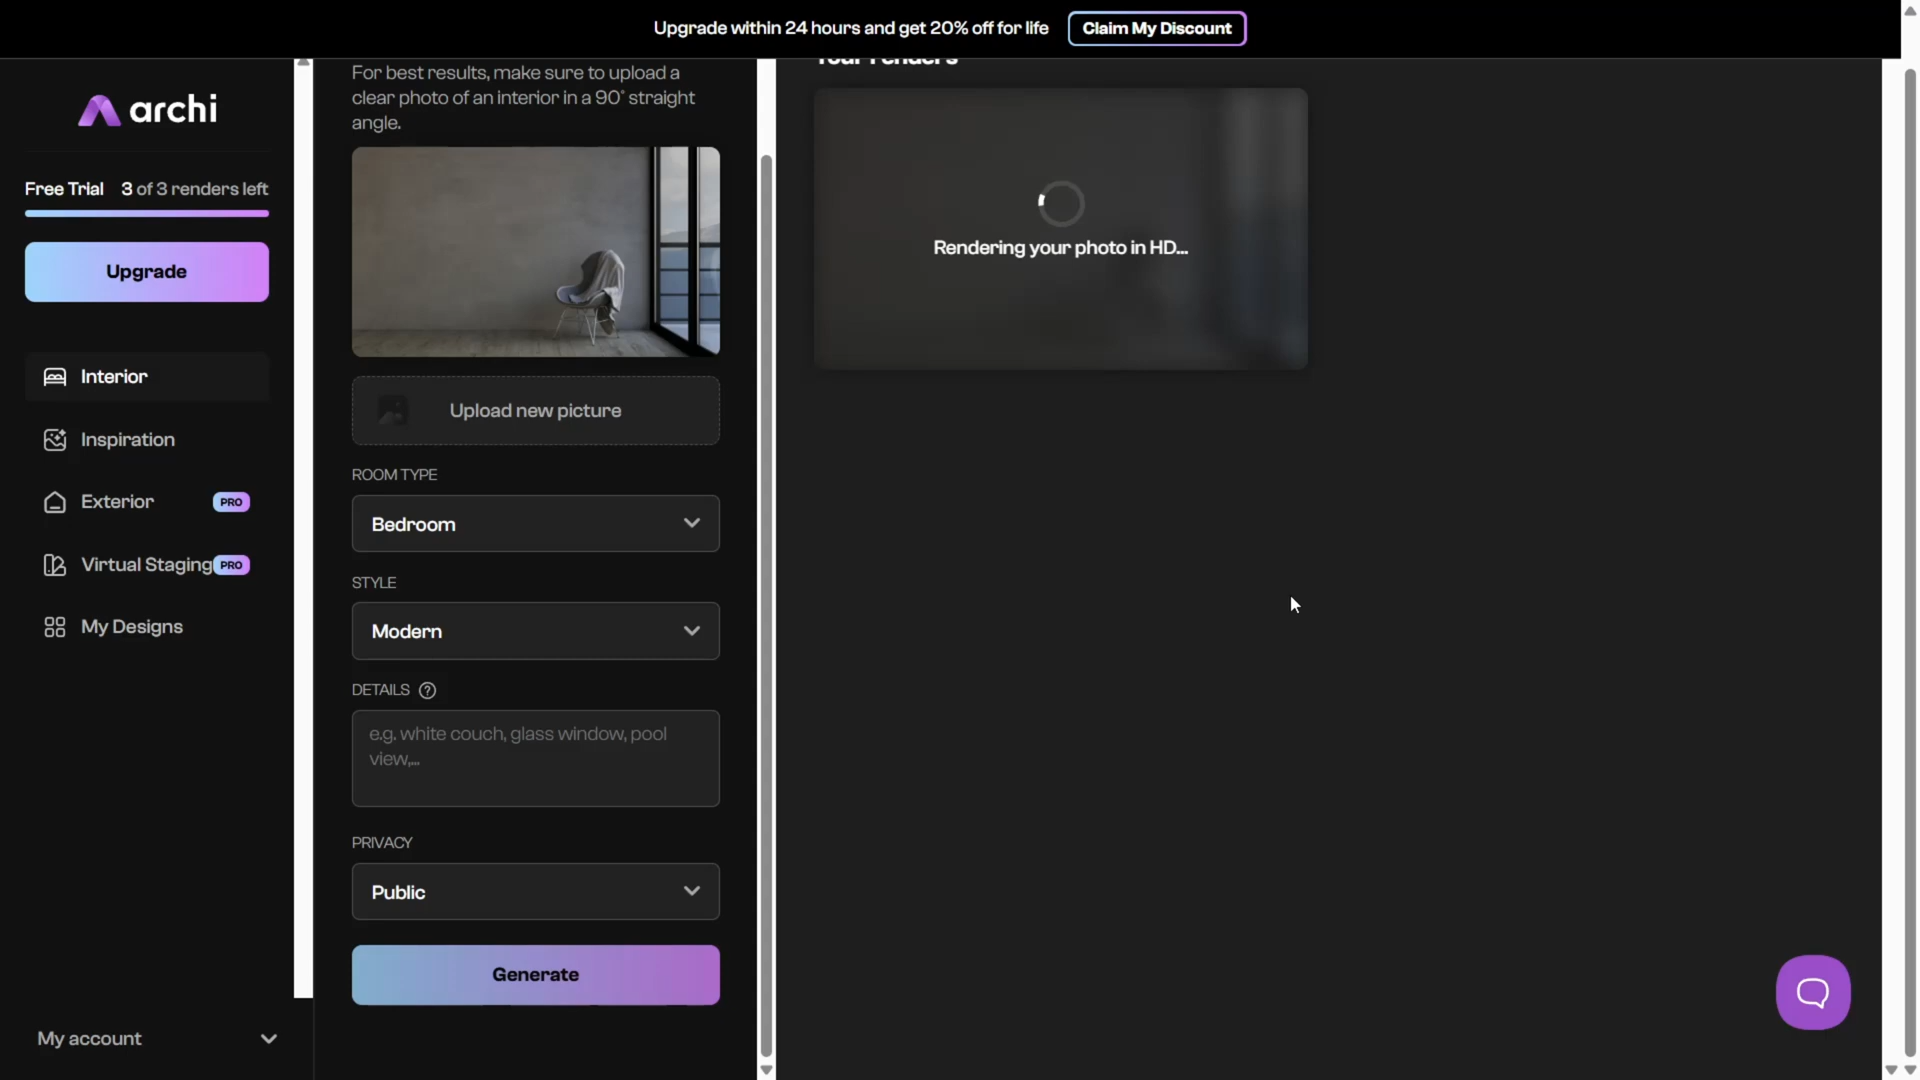 Upgrade within 24 hours and get 20% off for life
Claim My Discount
archi
Free Trial
3 of 3 renders left
Upgrade
Interior
Inspiration
Exterior
PRO
Virtual Staging
PRO
My Designs
My account
For best results, make sure to upload a
clear photo of an interior in a 90° straight
angle.
Upload new picture
ROOM TYPE
Bedroom
STYLE
Modern
DETAILS ?
e.g. white couch, glass window, pool
view,...
PRIVACY
Public
Generate
Your renders
Rendering your photo in HD...